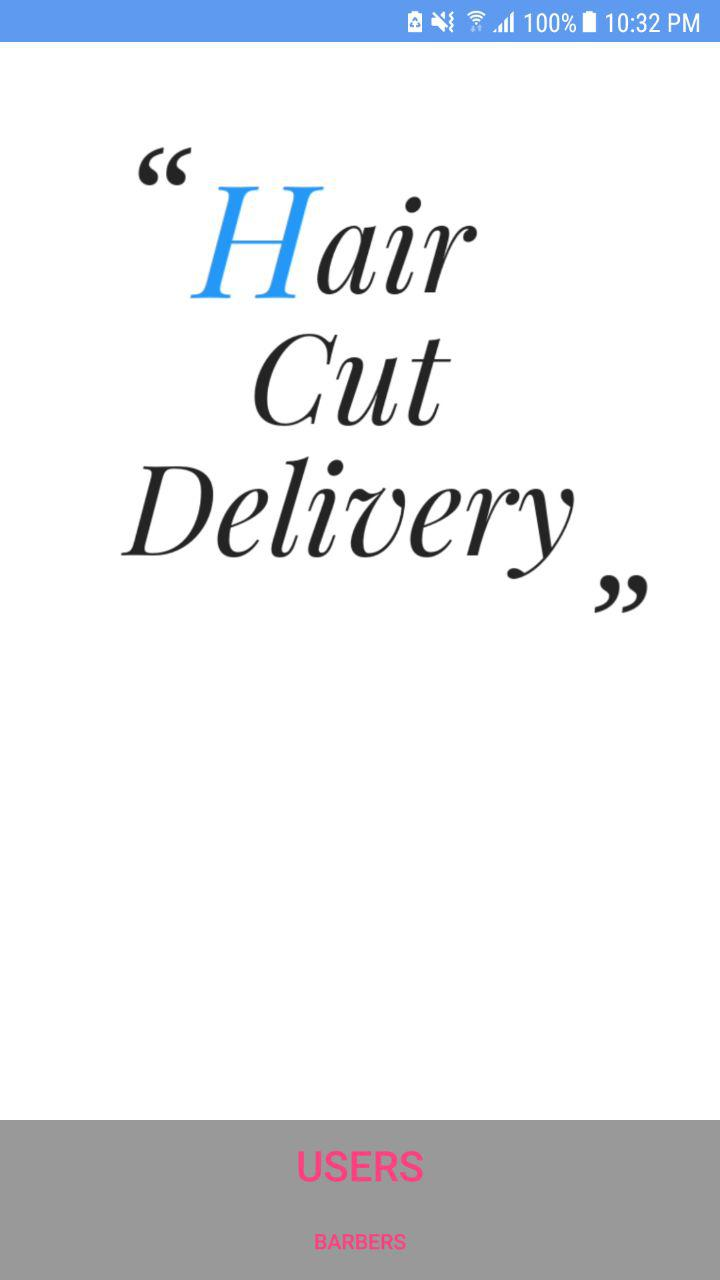 100% 10:32 PM
“Hair
Cut
Delivery”
USERS
BARBERS